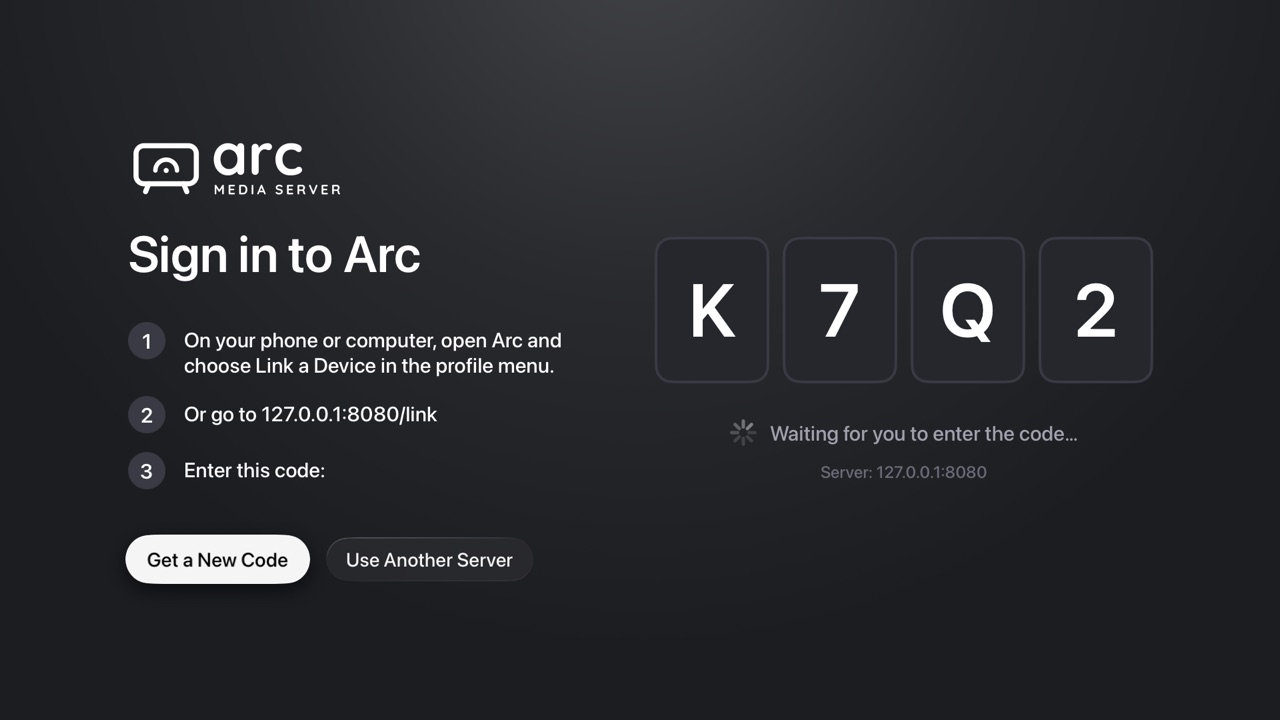 arc
MEDIA SERVER
Sign in to Arc
1 On your phone or computer, open Arc and
choose Link a Device in the profile menu.
2 Or go to 127.0.0.1:8080/link
3 Enter this code:
Get a New Code
Use Another Server
K 7 Q 2
Waiting for you to enter the code...
Server: 127.0.0.1:8080